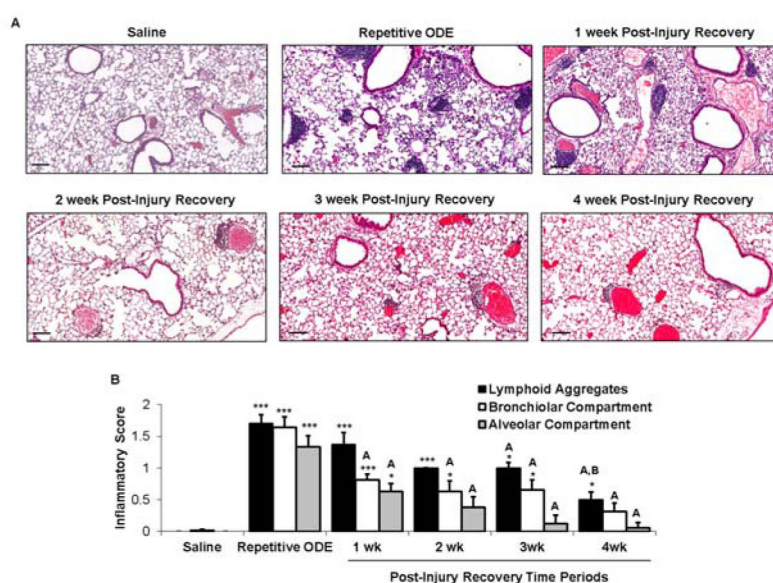 A
Saline
Repetitive ODE
1 week Post-Injury Recovery
2 week Post-Injury Recovery
3 week Post-Injury Recovery
4 week Post-Injury Recovery
B
Lymphoid Aggregates
Bronchiolar Compartment
Alveolar Compartment
Inflammatory Score
2
1.5
1
0.5
0
*** *** ***
*** A *** A *
*** A * A
A * A * A
A,B * A A
Saline Repetitive ODE 1 wk 2 wk 3wk 4wk
Post-Injury Recovery Time Periods